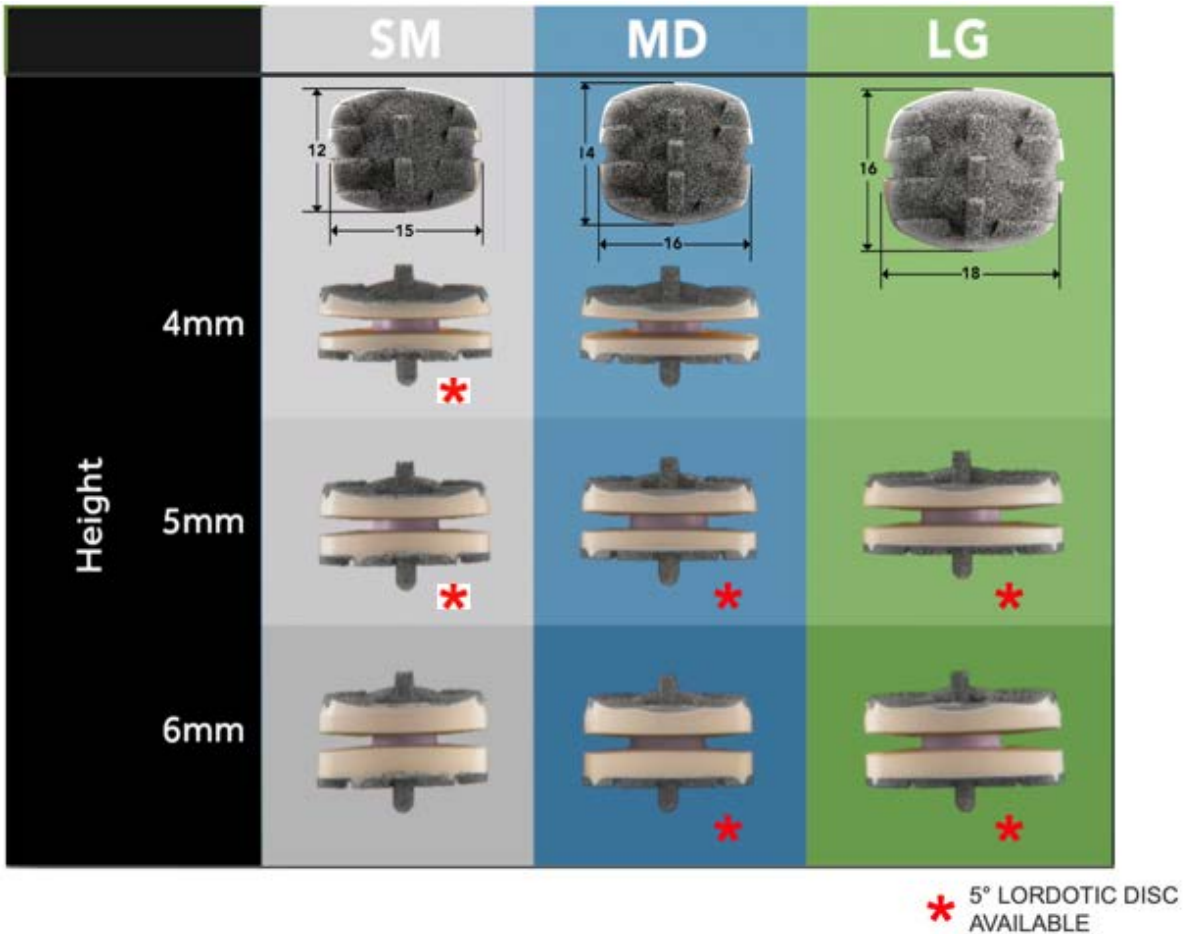 SM MD LG
12
15
14
16
16
18
Height
4mm
*
5mm
* * *
6mm
* *
* 5° LORDOTIC DISC
AVAILABLE